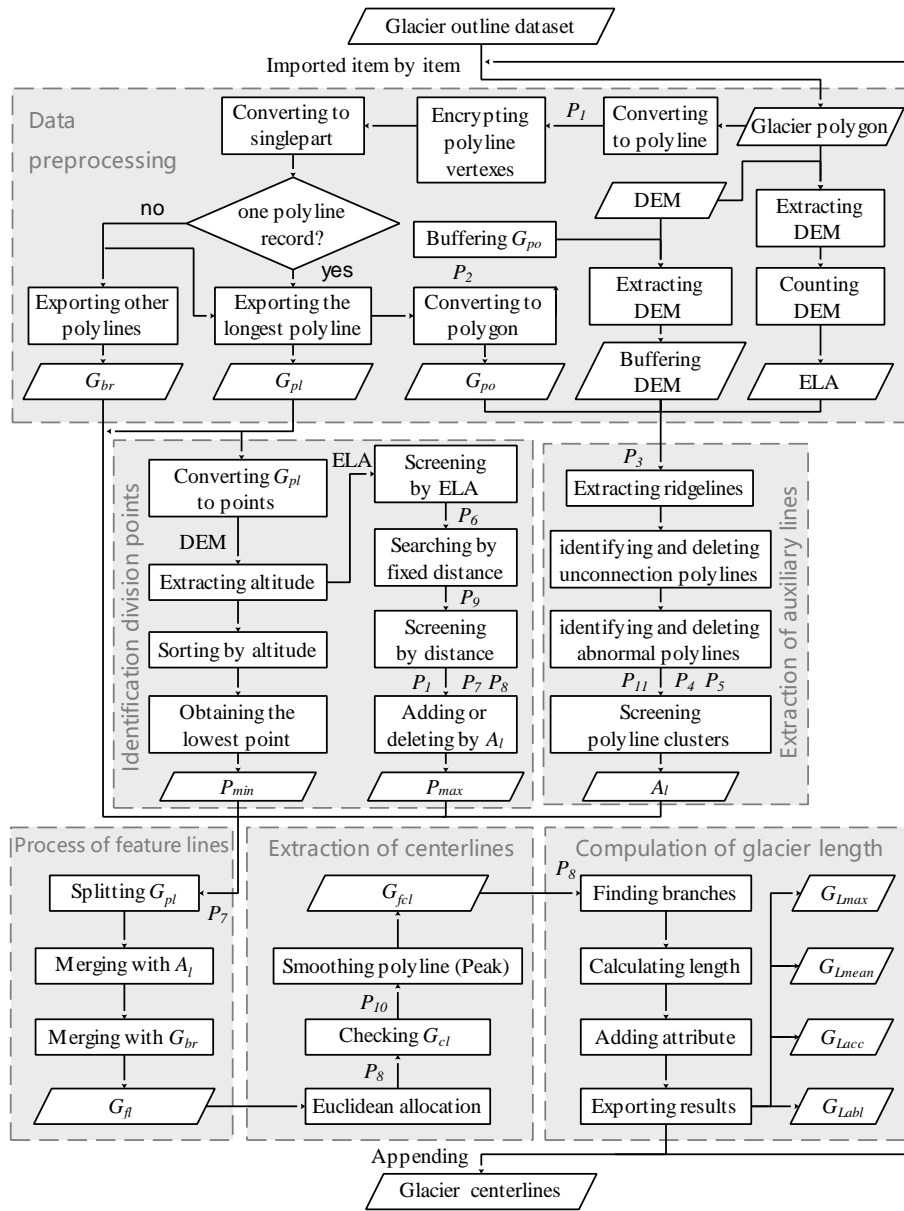 Glacier outline dataset
Imported item by item
Data
preprocessing
Converting to
singlepart
Encrypting
polyline
vertexes
P1
Converting
to polyline
Glacier polygon
no
one polyline
record?
yes
DEM
Buffering Gpo
P2
Extracting
DEM
Exporting other
polylines
Exporting the
longest polyline
Converting to
polygon
Extracting
DEM
Counting
DEM
Gbr
Gpl
Gpo
Buffering
DEM
ELA
Identification division points
Converting Gpl
to points
DEM
Extracting altitude
Sorting by altitude
Obtaining the
lowest point
Pmin
ELA
Screening
by ELA
P6
Searching by
fixed distance
P9
Screening
by distance
P1 P7 P8
Adding or
deleting by Al
Pmax
Extraction of auxiliary lines
P3
Extracting ridgelines
identifying and deleting
unconnection polylines
identifying and deleting
abnormal polylines
P11 P4 P5
Screening
polyline clusters
Al
Process of feature lines
Splitting Gpl
P7
Merging with Al
Merging with Gbr
Gfl
Extraction of centerlines
Gfcl
Smoothing polyline (Peak)
P10
Checking Gcl
P8
Euclidean allocation
Compulation of glacier length
P8
Finding branches
Calculating length
Adding attribute
Exporting results
GLmax
GLmean
GLacc
GLabl
Appending
Glacier centerlines